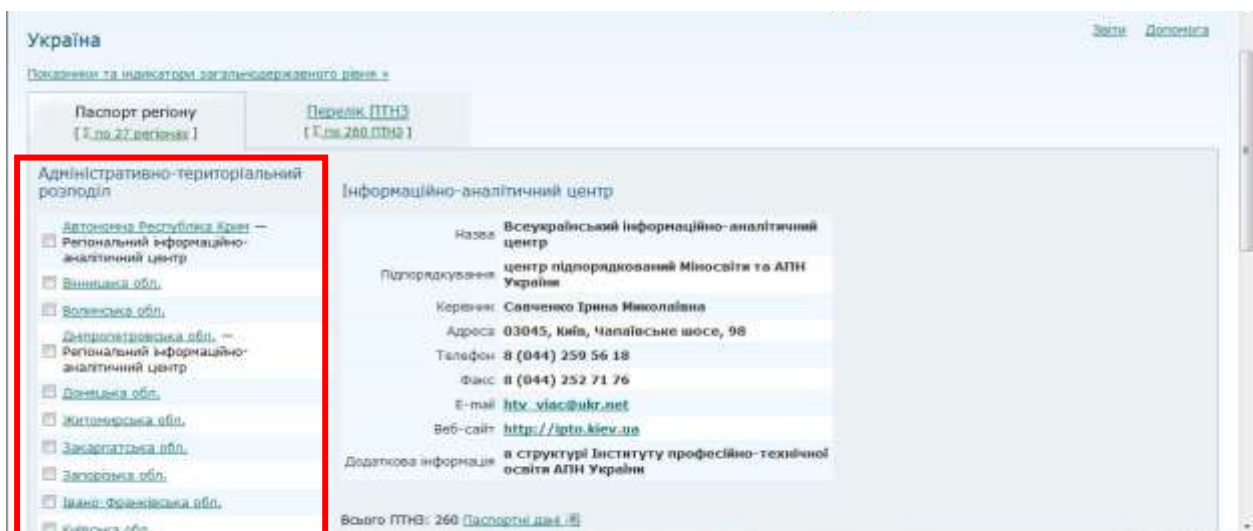 Україна
Звіти Допомога
Показники та індикатори загальнодержавного рівня »
Паспорт регіону
[ Σ по 27 регіонах ]
Перелік ПТНЗ
[ Σ по 260 ПТНЗ ]
Адміністративно-територіальний
розподіл
Автономна Республіка Крим —
Регіональний інформаційно-
аналітичний центр
Вінницька обл.
Волинська обл.
Дніпропетровська обл. —
Регіональний інформаційно-
аналітичний центр
Донецька обл.
Житомирська обл.
Закарпатська обл.
Запорізька обл.
Івано-Франківська обл.
Київська обл.
Інформаційно-аналітичний центр
Назва Всеукраїнський інформаційно-аналітичний
центр
Підпорядкування центр підпорядкований Міносвіти та АПН
України
Керівник Савченко Ірина Миколаївна
Адреса 03045, Київ, Чапаївське шосе, 98
Телефон 8 (044) 259 56 18
Факс 8 (044) 252 71 76
E-mail htv_viac@ukr.net
Веб-сайт http://ipto.kiev.ua
Додаткова інформація в структурі Інституту професійно-технічної
освіти АПН України
Всього ПТНЗ: 260 Паспортні дані